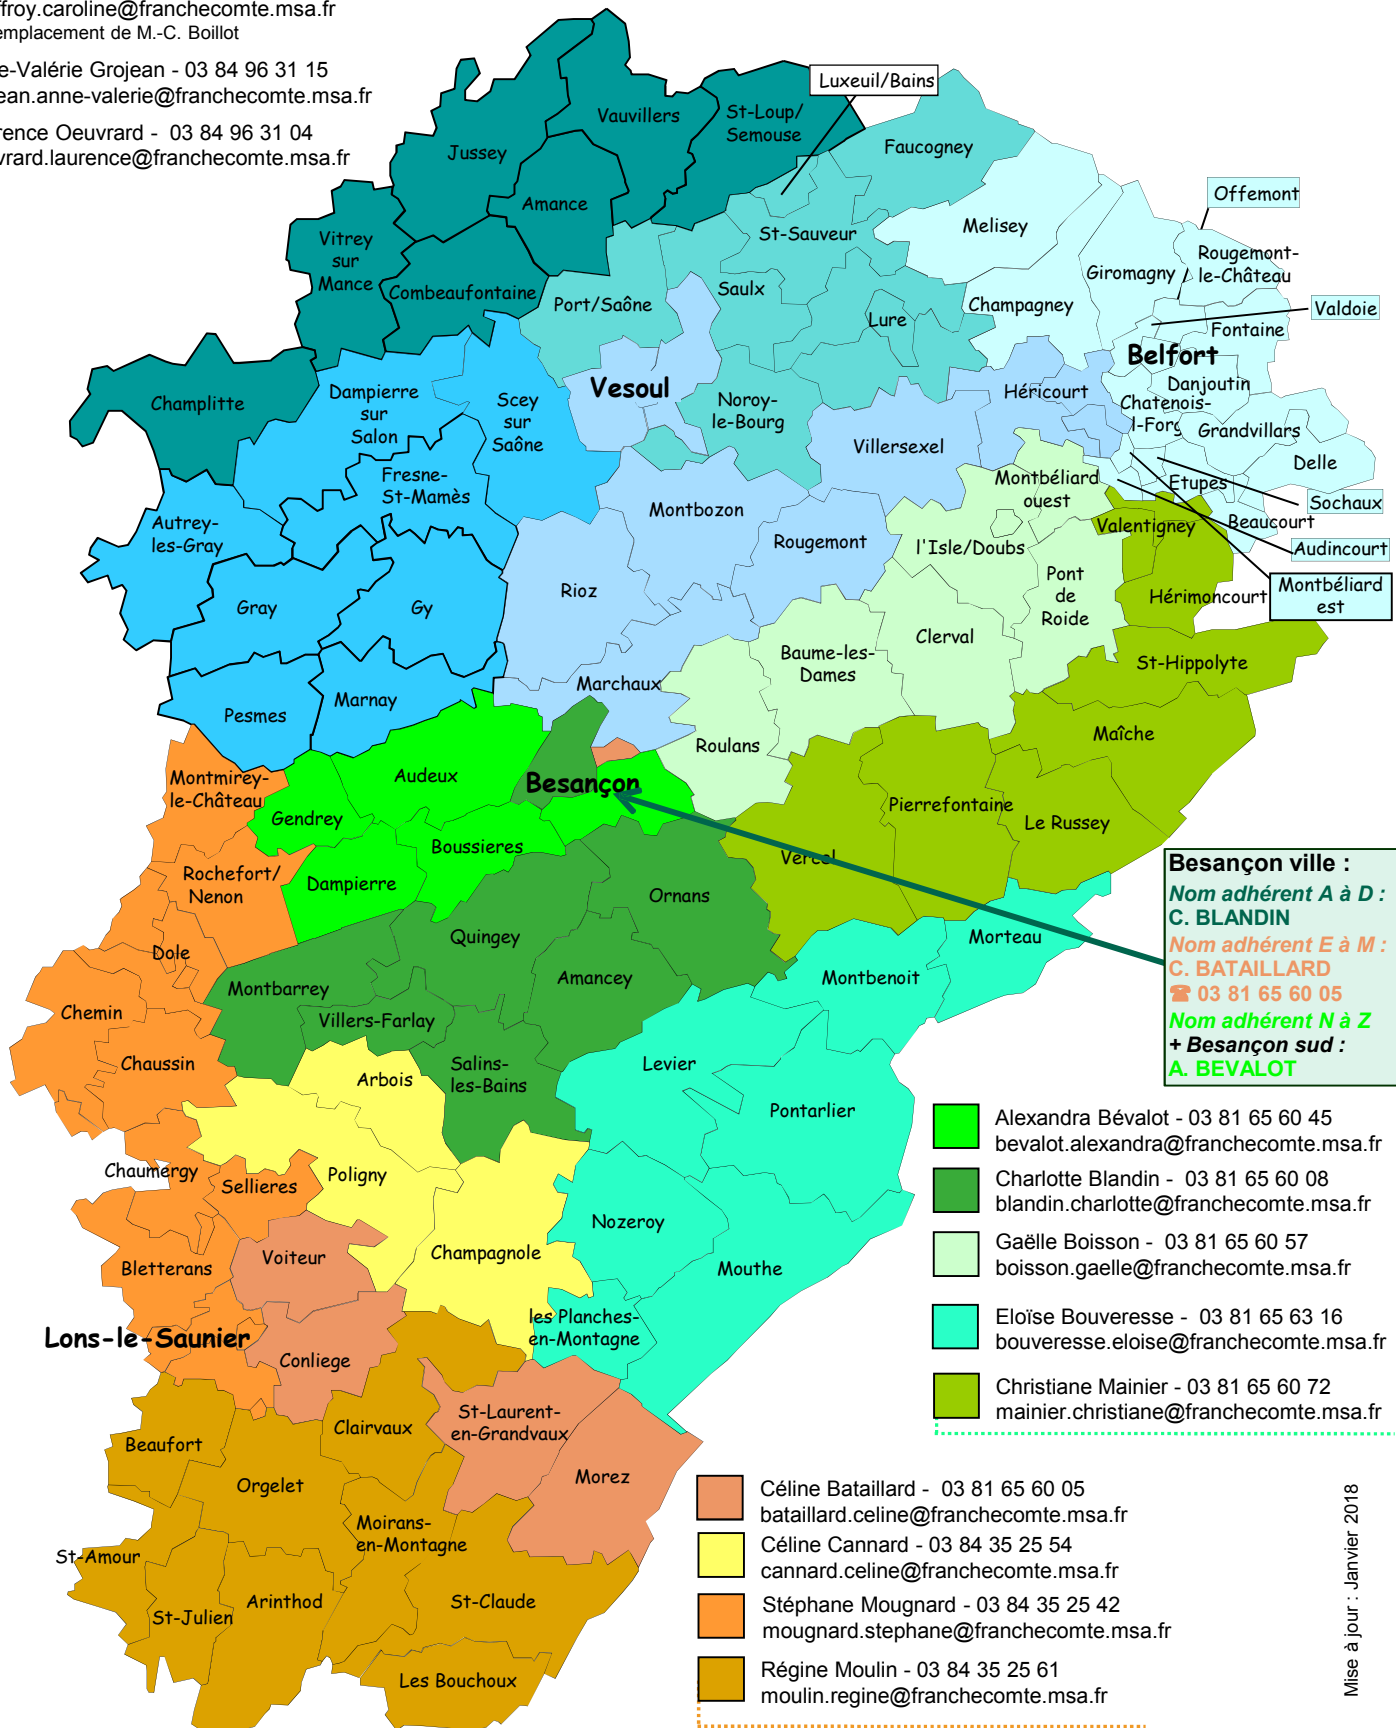 ffroy.caroline@franchecomte.msa.fr
emplacement de M.-C. Boillot
e-Valérie Grojean - 03 84 96 31 15
ean.anne-valerie@franchecomte.msa.fr
rence Oeuvrard - 03 84 96 31 04
vrard.laurence@franchecomte.msa.fr
Luxeuil/Bains
Vauvillers
St-Loup/
Semouse
Jussey
Faucogney
Amance
Offemont
Vitrey
sur
Mance
St-Sauveur
Melisey
Rougemont-
le-Château
Giromagny
Combeaufontaine
Port/Saône
Saulx
Champagney
Lure
Valdoie
Fontaine
Belfort
Champlitte
Dampierre
sur
Salon
Scey
sur
Saône
Vesoul
Noroy-
le-Bourg
Héricourt
Danjoutin
Chatenois-
l-Forg
Grandvillars
Villersexel
Delle
Fresne-
St-Mamès
Montbéliard
ouest
Etupes
Sochaux
Autrey-
les-Gray
Montbozon
Valentigney
Beaucourt
Rougemont
l'Isle/Doubs
Audincourt
Pont
de
Roide
Rioz
Gray
Gy
Hérimoncourt
Montbéliard
est
Clerval
Baume-les-
Dames
St-Hippolyte
Marchaux
Pesmes
Marnay
Roulans
Maîche
Montmirey-
le-Château
Audeux
Besançon
Gendrey
Pierrefontaine
Le Russey
Boussieres
Vercel
Rochefort/
Nenon
Dampierre
Ornans
Besançon ville :
Nom adhérent A à D :
C. BLANDIN
Nom adhérent E à M :
C. BATAILLARD
☎ 03 81 65 60 05
Nom adhérent N à Z
+ Besançon sud :
A. BEVALOT
Quingey
Morteau
Dole
Amancey
Montbenoit
Montbarrey
Chemin
Villers-Farlay
Chaussin
Arbois
Salins-
les-Bains
Levier
Pontarlier
Chaumergy
Sellieres
Poligny
Nozeroy
Voiteur
Champagnole
Bletterans
Mouthe
les Planches-
en-Montagne
Lons-le-Saunier
Conliege
St-Laurent-
en-Grandvaux
Clairvaux
Beaufort
Orgelet
Morez
Moirans-
en-Montagne
St-Amour
St-Julien
Arinthod
St-Claude
Les Bouchoux
Alexandra Bévalot - 03 81 65 60 45
bevalot.alexandra@franchecomte.msa.fr
Charlotte Blandin - 03 81 65 60 08
blandin.charlotte@franchecomte.msa.fr
Gaëlle Boisson - 03 81 65 60 57
boisson.gaelle@franchecomte.msa.fr
Eloïse Bouveresse - 03 81 65 63 16
bouveresse.eloise@franchecomte.msa.fr
Christiane Mainier - 03 81 65 60 72
mainier.christiane@franchecomte.msa.fr
Céline Bataillard - 03 81 65 60 05
bataillard.celine@franchecomte.msa.fr
Céline Cannard - 03 84 35 25 54
cannard.celine@franchecomte.msa.fr
Stéphane Mougnard - 03 84 35 25 42
mougnard.stephane@franchecomte.msa.fr
Régine Moulin - 03 84 35 25 61
moulin.regine@franchecomte.msa.fr
Mise à jour : Janvier 2018